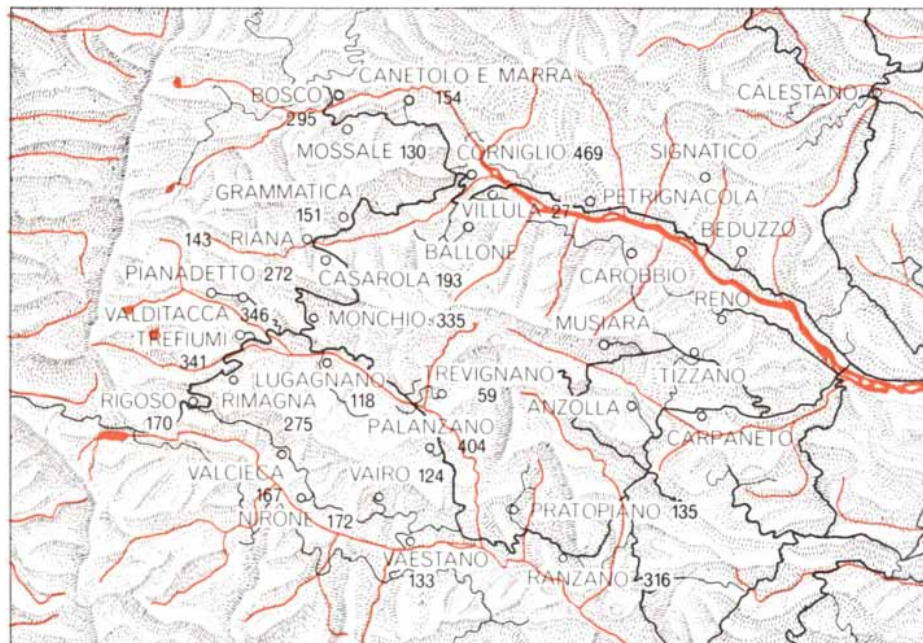 CANETOLO E MARRA
154
BOSCO
295
CALESTANO
MOSSALE 130
CORNIGLIO 469
SIGNATICO
GRAMMATICA
151
PETRIGNACOLA
VILLULA 27
143 RIANA
BALLONE
BEDUZZO
PIANADETTO 272
CASAROLA 193
CAROBBIO
RENO
VALDITACCA 346
MONCHIO 335
MUSIARA
TREFIUMI
341
LUGAGNANO
118
TREVIGNANO
59
TIZZANO
RIGOSO
170
RIMAGNA
275
ANZOLLA
PALANZANO
404
CARPANETO
VALCIECA
167
VAIRO 124
NIRONE 172
PRATOPIANO 135
VAESTANO
133
RANZANO 316